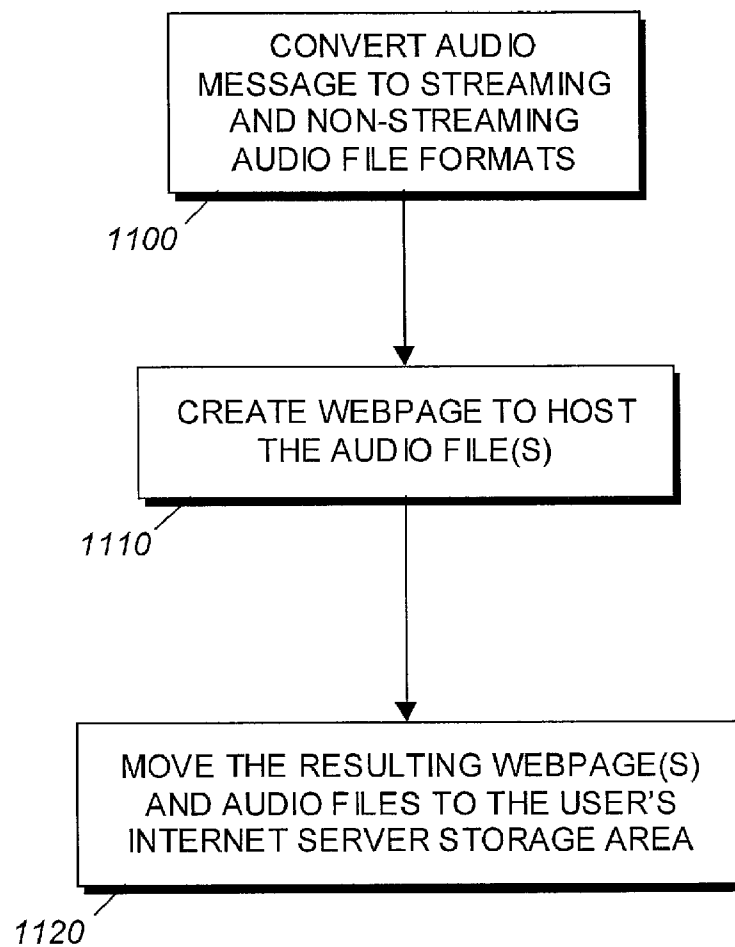 CONVERT AUDIO
MESSAGE TO STREAMING
AND NON-STREAMING
AUDIO FILE FORMATS
1100
CREATE WEBPAGE TO HOST
THE AUDIO FILE(S)
1110
MOVE THE RESULTING WEBPAGE(S)
AND AUDIO FILES TO THE USER'S
INTERNET SERVER STORAGE AREA
1120